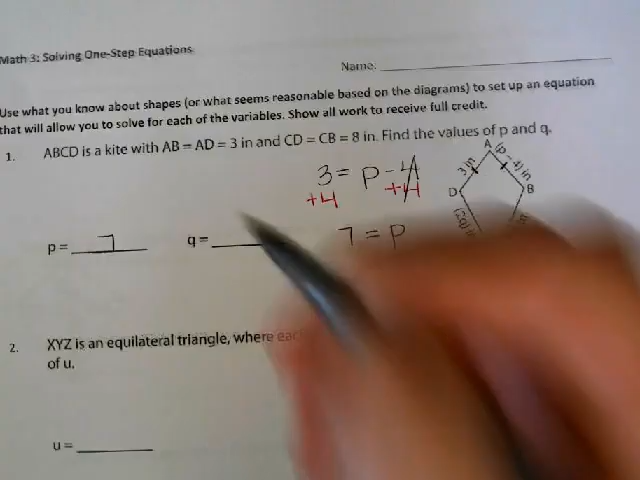 Math 3: Solving One-Step Equations
Name:
Use what you know about shapes (or what seems reasonable based on the diagrams) to set up an equation
that will allow you to solve for each of the variables. Show all work to receive full credit.
1. ABCD is a kite with AB = AD = 3 in and CD = CB = 8 in. Find the values of p and q.
3 = p - 4
+4 +4
7 = p
A
3 in (p - 4) in
D B
p = 7 q =
2. XYZ is an equilateral triangle, where
of u.
u =